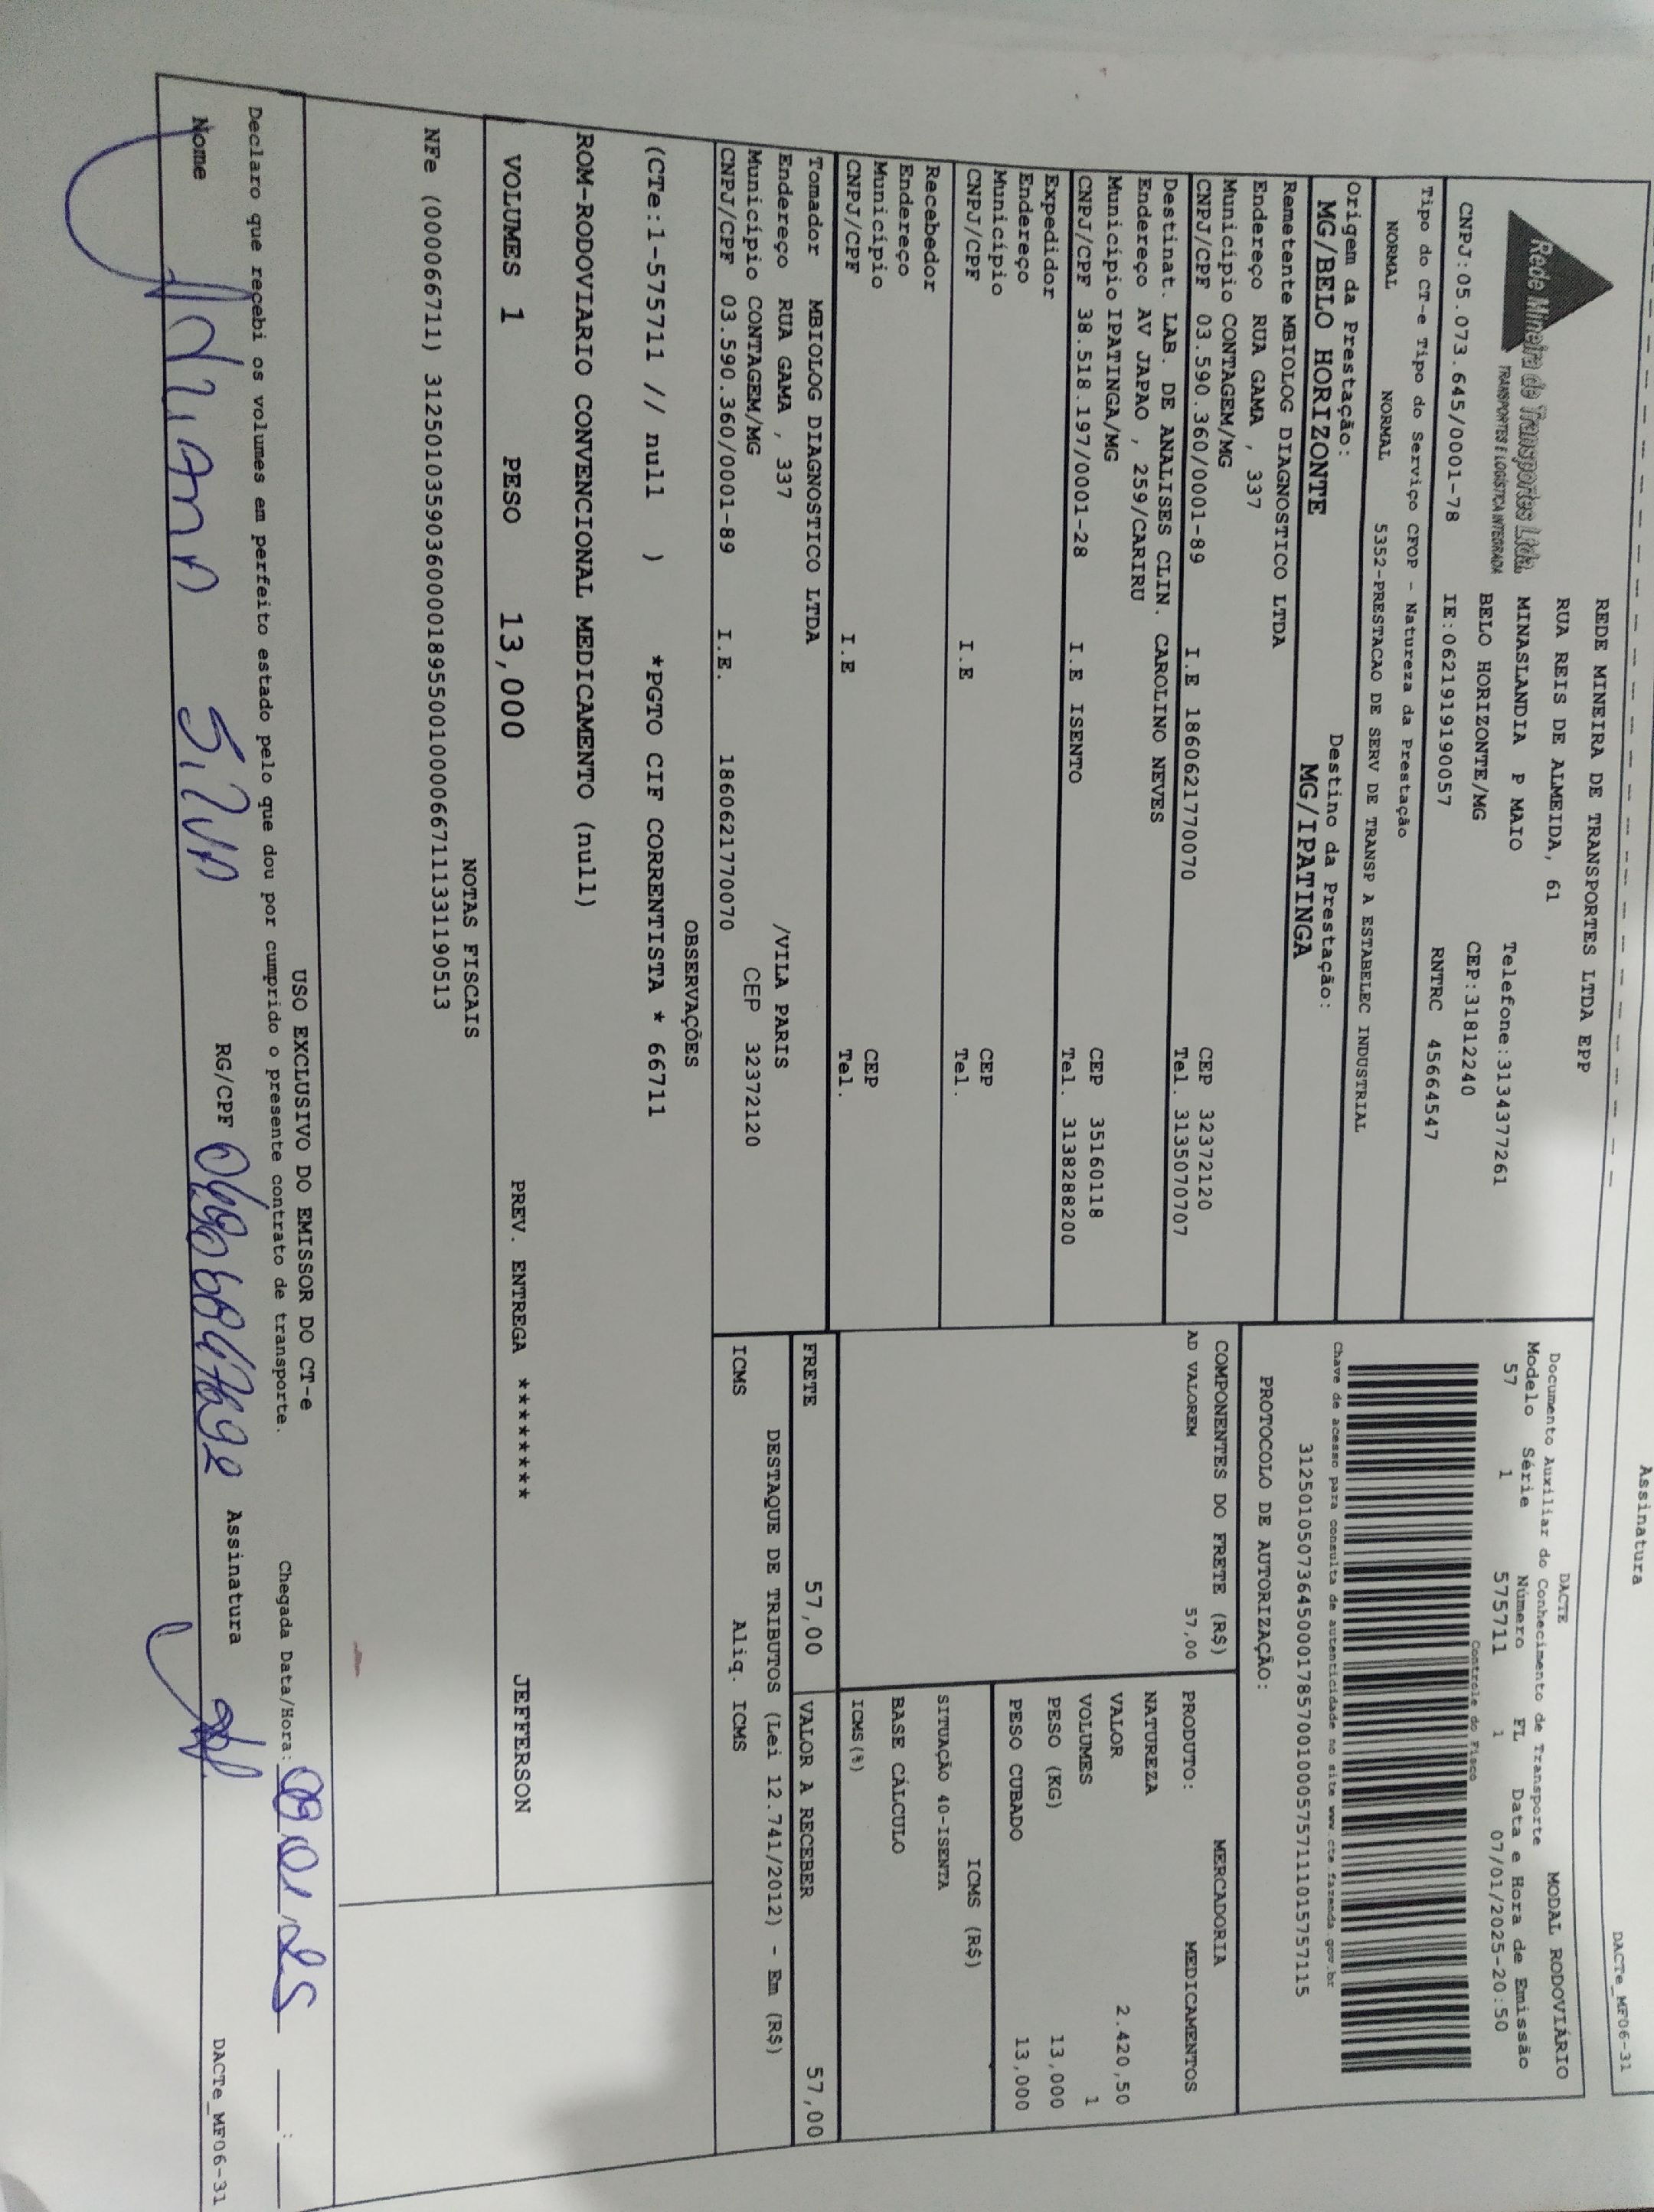 Assinatura
DACTe_MF06-31
Rede Mineira de Transportes Ltda.
TRANSPORTES E LOGÍSTICA INTEGRADA
REDE MINEIRA DE TRANSPORTES LTDA EPP
RUA REIS DE ALMEIDA, 61
MINASLANDIA P MAIO Telefone:3134377261
BELO HORIZONTE/MG CEP:31812240
CNPJ:05.073.645/0001-78 IE:0621919190057 RNTRC 45664547
DACTE MODAL RODOVIÁRIO
Documento Auxiliar do Conhecimento de Transporte
Modelo Série Número FL Data e Hora de Emissão
57 1 575711 1 07/01/2025-20:50
Controle do Fisco
Tipo do CT-e Tipo do Serviço CFOP - Natureza da Prestação
NORMAL NORMAL 5352-PRESTACAO DE SERV DE TRANSP A ESTABELEC INDUSTRIAL
Chave de acesso para consulta de autenticidade no site www.cte.fazenda.gov.br
31250105073645000178570010005757111015757115
Origem da Prestação: Destino da Prestação:
MG/BELO HORIZONTE MG/IPATINGA
PROTOCOLO DE AUTORIZAÇÃO:
Remetente MBIOLOG DIAGNOSTICO LTDA
Endereço RUA GAMA , 337
Município CONTAGEM/MG CEP 32372120
CNPJ/CPF 03.590.360/0001-89 I.E 1860621770070 Tel. 3135070707
Destinat. LAB. DE ANALISES CLIN. CAROLINO NEVES
Endereço AV JAPAO , 259/CARIRU
Município IPATINGA/MG CEP 35160118
CNPJ/CPF 38.518.197/0001-28 I.E ISENTO Tel. 3138288200
Expedidor
Endereço
Município CEP
CNPJ/CPF I.E Tel.
Recebedor
Endereço
Município CEP
CNPJ/CPF I.E Tel.
Tomador MBIOLOG DIAGNOSTICO LTDA
Endereço RUA GAMA , 337 /VILA PARIS
Município CONTAGEM/MG CEP 32372120
CNPJ/CPF 03.590.360/0001-89 I.E. 1860621770070
COMPONENTES DO FRETE (R$)
AD VALOREM 57,00
MERCADORIA
PRODUTO: MEDICAMENTOS
NATUREZA
VALOR 2.420,50
VOLUMES 1
PESO (KG) 13,000
PESO CUBADO 13,000
ICMS (R$)
SITUAÇÃO 40-ISENTA
BASE CÁLCULO
ICMS(%)
FRETE 57,00 VALOR A RECEBER 57,00
DESTAQUE DE TRIBUTOS (Lei 12.741/2012) - Em (R$)
ICMS Aliq. ICMS
OBSERVAÇÕES
(CTe:1-575711 // null ) *PGTO CIF CORRENTISTA * 66711
ROM-RODOVIARIO CONVENCIONAL MEDICAMENTO (null)
VOLUMES 1 PESO 13,000 PREV. ENTREGA ******** JEFFERSON
NOTAS FISCAIS
NFe (000066711) 31250103590360000189550010000667111331190513
USO EXCLUSIVO DO EMISSOR DO CT-e
Declaro que recebi os volumes em perfeito estado pelo que dou por cumprido o presente contrato de transporte. Chegada Data/Hora: 09 01 25 __:__
Nome Silva RG/CPF Assinatura
DACTe_MF06-31